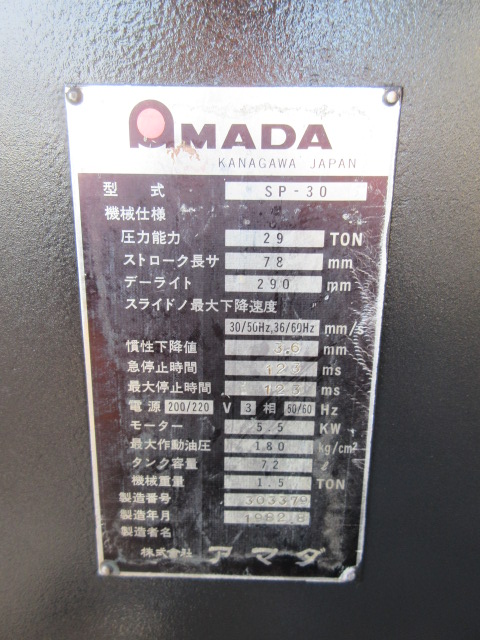 AMADA
KANAGAWA JAPAN
型式 SP-30
機械仕様
圧力能力 29 TON
ストローク長サ 78 mm
デーライト 290 mm
スライドノ最大下降速度
30/50Hz,36/60Hz mm/s
慣性下降値 3.6 mm
急停止時間 125 ms
最大停止時間 125 ms
電源 200/220 V 3 相 50/60 Hz
モーター 5.5 KW
最大作動油圧 180 kg/cm²
タンク容量 72 ℓ
機械重量 1.5 TON
製造番号 303379
製造年月 1982.8
製造者名
株式会社 アマダ